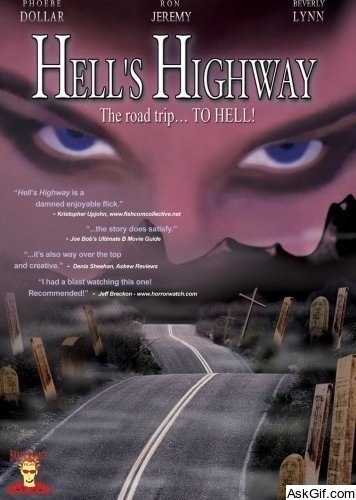 PHOEBE DOLLAR
RON JEREMY
BEVERLY LYNN
HELL'S HIGHWAY
The road trip... TO HELL!
"Hell's Highway is a
damned enjoyable flick."
- Kristopher Upjohn, www.fishcomcollective.net
"...the story does satisfy."
- Joe Bob's Ultimate B Movie Guide
"...it's also way over the top
and creative." - Denis Sheehan, Askew Reviews
"I had a blast watching this one!
Recommended!" - Jeff Breckon - www.horrorwatch.com
AskGif.com